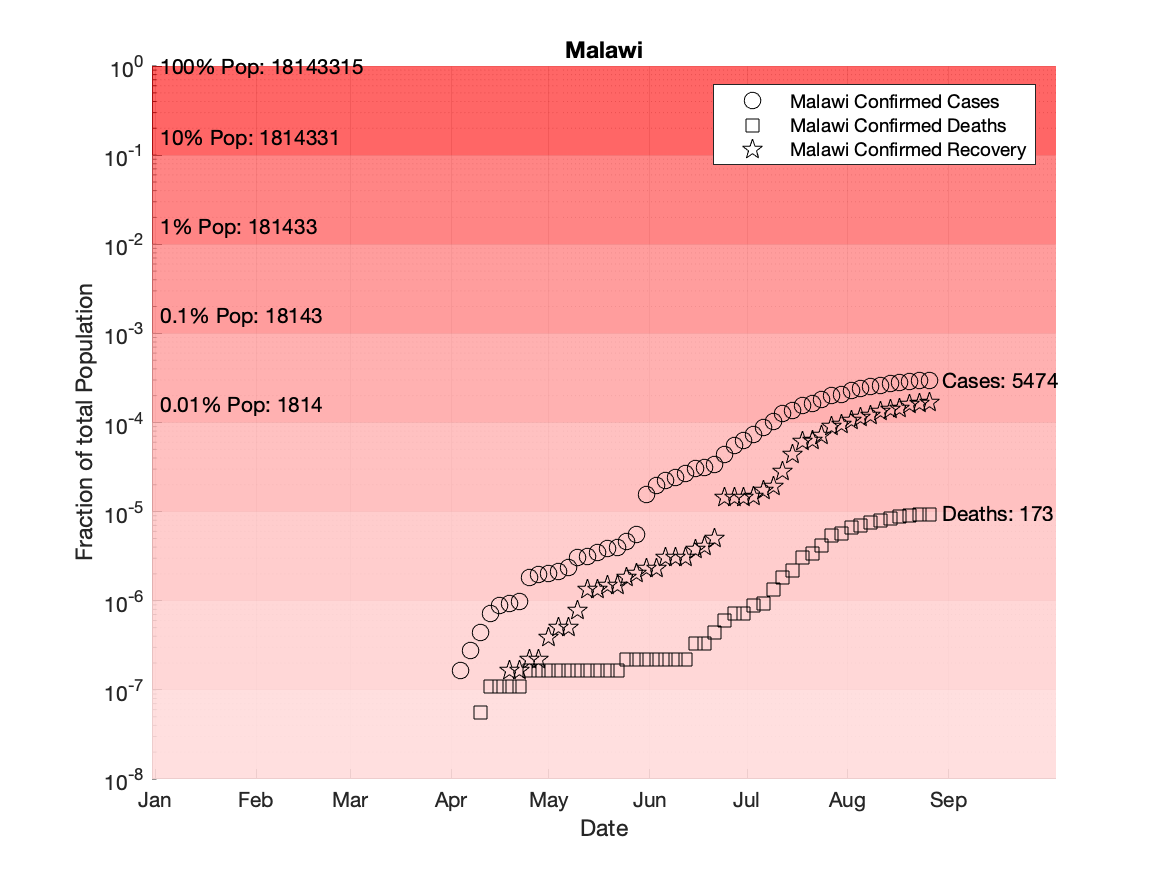 Malawi
10^0
100% Pop: 18143315
Malawi Confirmed Cases
Malawi Confirmed Deaths
Malawi Confirmed Recovery
10% Pop: 1814331
10^-1
1% Pop: 181433
10^-2
0.1% Pop: 18143
10^-3
Cases: 5474
0.01% Pop: 1814
10^-4
10^-5
Deaths: 173
10^-6
10^-7
10^-8
Fraction of total Population
Jan Feb Mar Apr May Jun Jul Aug Sep
Date